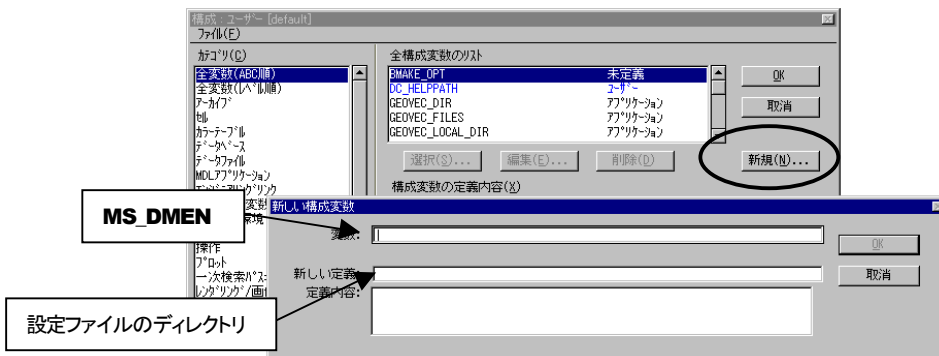 構成 : ユーザー [default]
ファイル(F)
カテゴリ(C)
全変数(ABC順)
全変数(レベル順)
アーカイブ
セル
カラーテーブル
データベース
データファイル
MDLアプリケーション
エンジニアリングリンク
操作
プロット
一次検索パス
レンダリング/画
全構成変数のリスト
BMAKE_OPT 未定義
DC_HELPPATH ユーザー
GEOVEC_DIR アプリケーション
GEOVEC_FILES アプリケーション
GEOVEC_LOCAL_DIR アプリケーション
選択(S)... 編集(E)... 削除(D)
構成変数の定義内容(X)
OK
取消
新規(N)...
新しい構成変数
変数:
新しい定義:
定義内容:
OK
取消
MS_DMEN
設定ファイルのディレクトリ